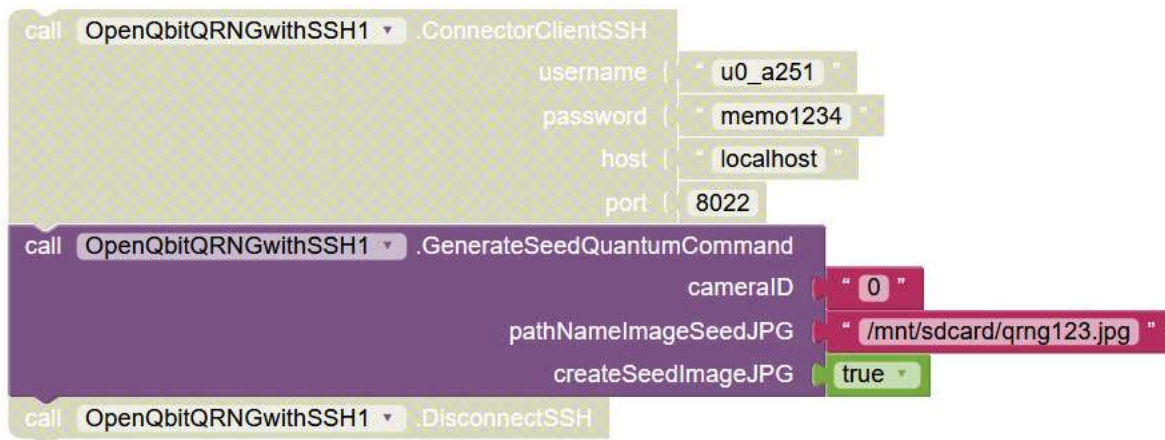 call OpenQbitQRNGwithSSH1 .ConnectorClientSSH
username " u0_a251 "
password " memo1234 "
host " localhost "
port 8022
call OpenQbitQRNGwithSSH1 .GenerateSeedQuantumCommand
cameraID " 0 "
pathNameImageSeedJPG " /mnt/sdcard/qrng123.jpg "
createSeedImageJPG true
call OpenQbitQRNGwithSSH1 .DisconnectSSH